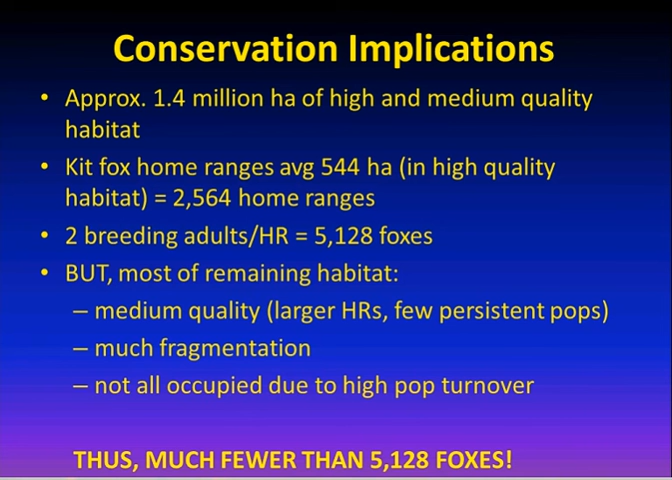 Conservation Implications
• Approx. 1.4 million ha of high and medium quality
habitat
• Kit fox home ranges avg 544 ha (in high quality
habitat) = 2,564 home ranges
• 2 breeding adults/HR = 5,128 foxes
• BUT, most of remaining habitat:
– medium quality (larger HRs, few persistent pops)
– much fragmentation
– not all occupied due to high pop turnover
THUS, MUCH FEWER THAN 5,128 FOXES!